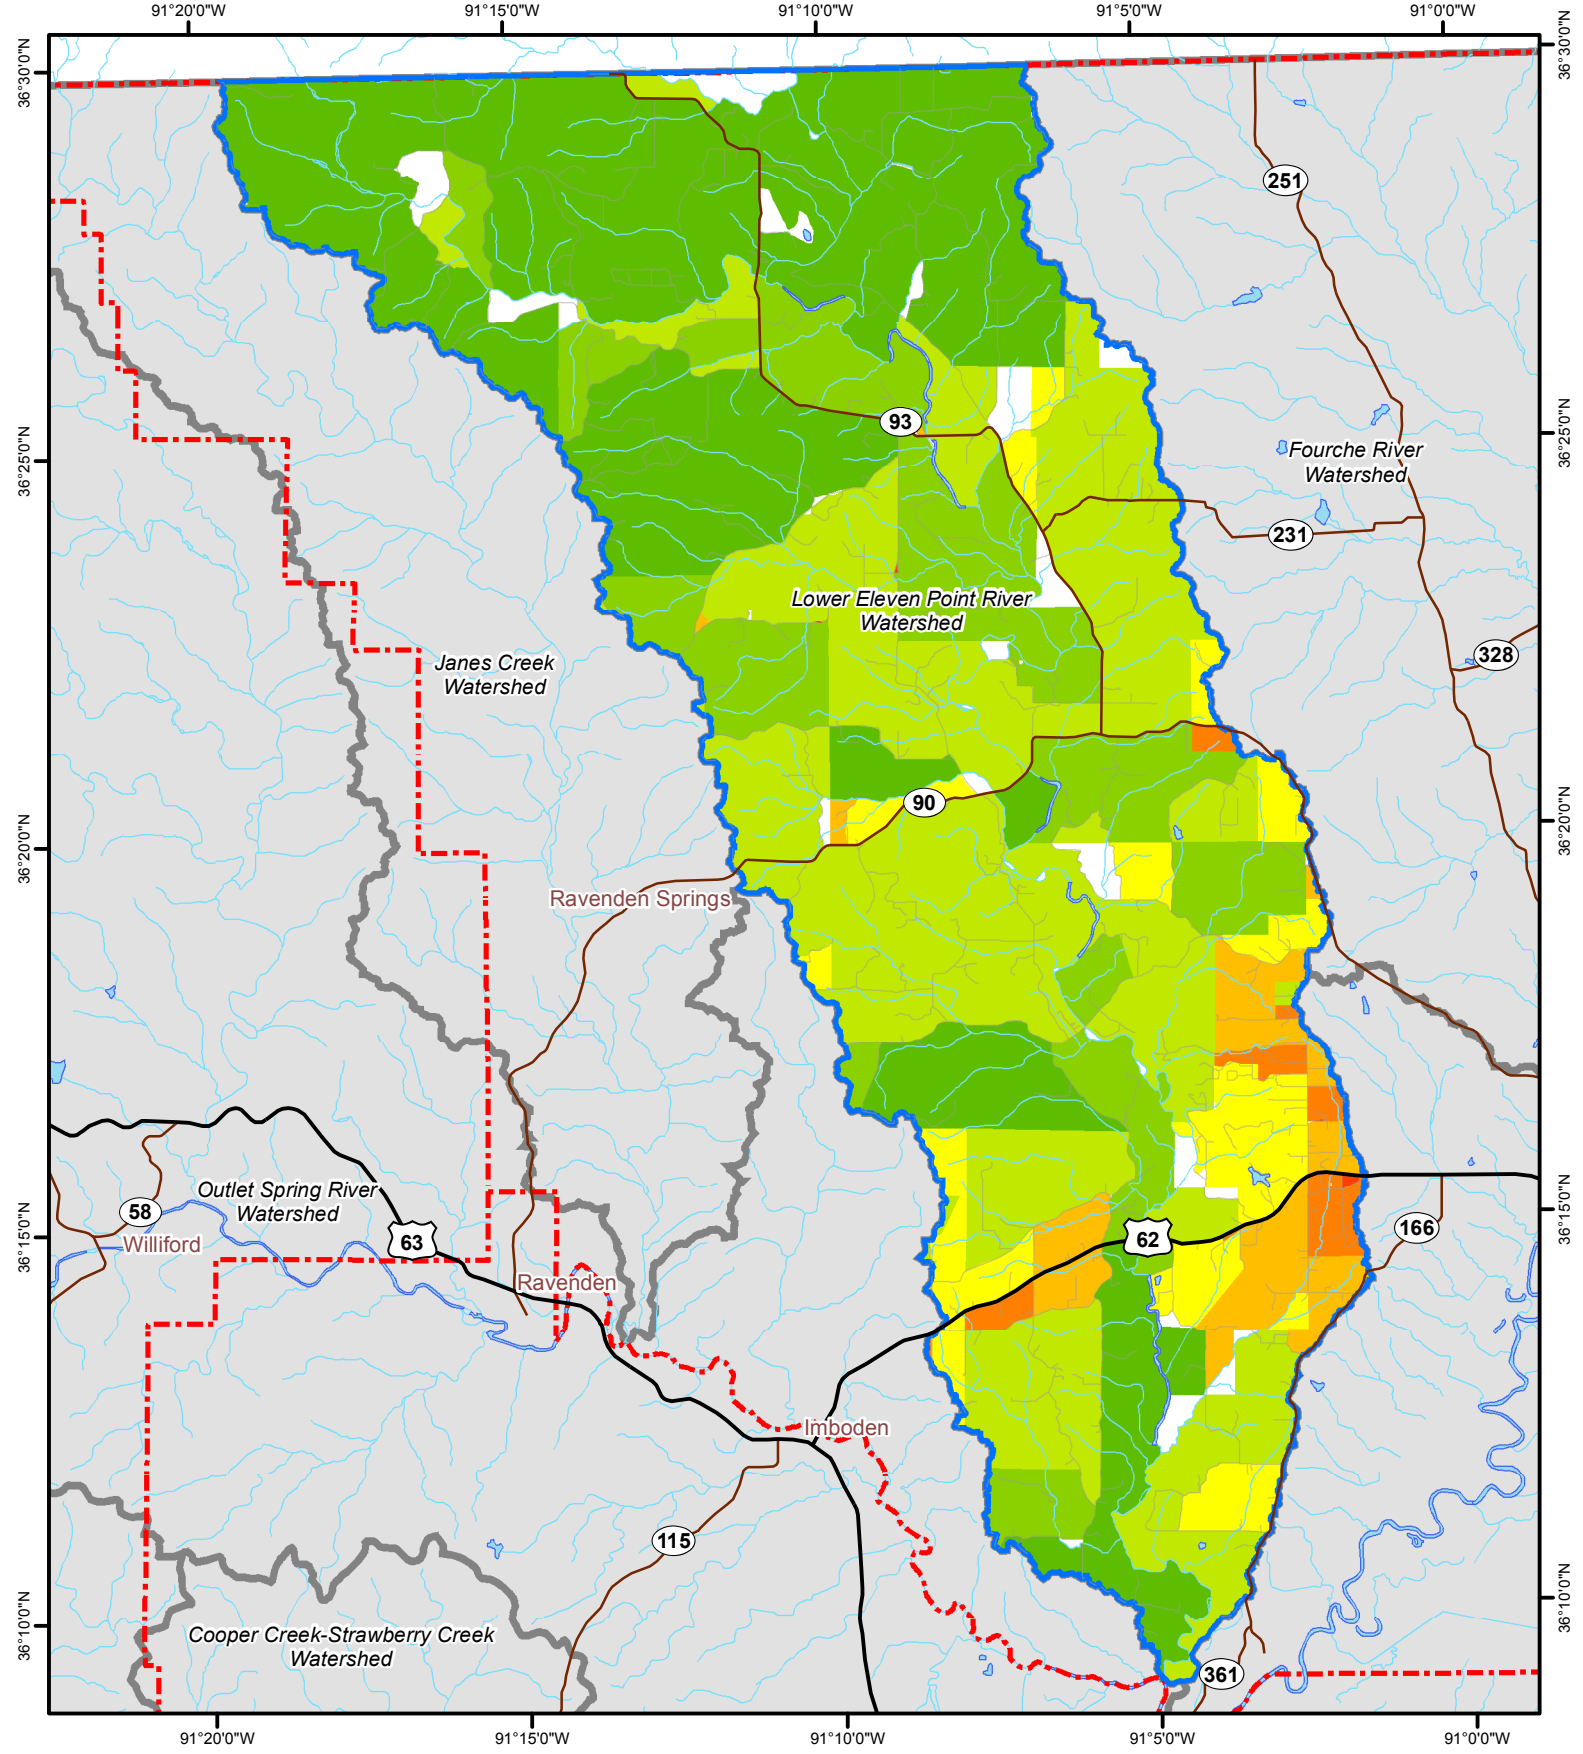 91°20'0"W 91°15'0"W 91°10'0"W 91°5'0"W 91°0'0"W
36°30'0"N
36°30'0"N
251
93
36°25'0"N
36°25'0"N
Fourche River
Watershed
231
Lower Eleven Point River
Watershed
328
Janes Creek
Watershed
90
36°20'0"N
36°20'0"N
Ravenden Springs
Outlet Spring River
Watershed
58
Williford
63
62
166
36°15'0"N
36°15'0"N
Ravenden
Imboden
115
36°10'0"N
36°10'0"N
Cooper Creek-Strawberry Creek
Watershed
361
91°20'0"W 91°15'0"W 91°10'0"W 91°5'0"W 91°0'0"W